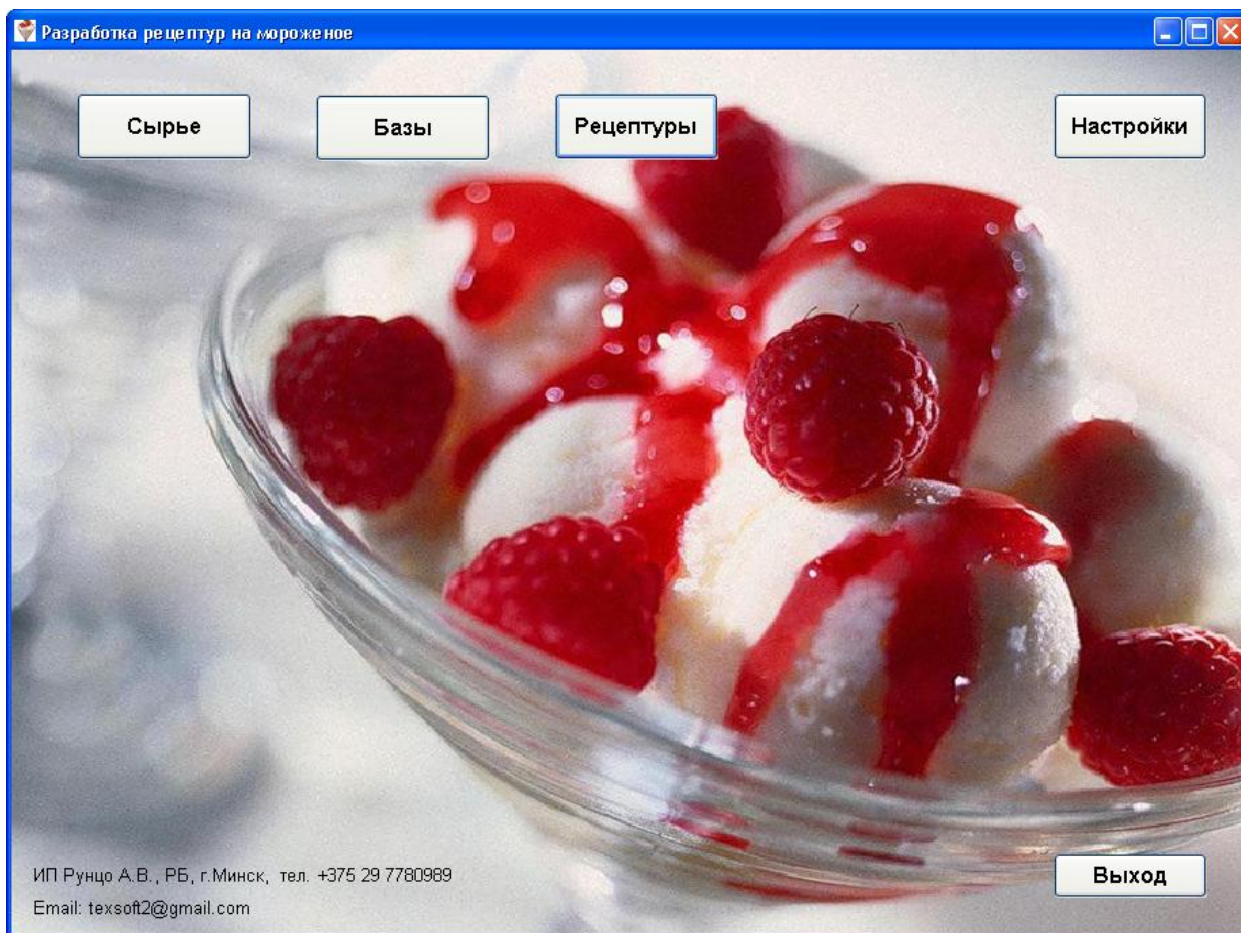 Разработка рецептур на мороженое
Сырье
Базы
Рецептуры
Настройки
ИП Рунцо А.В., РБ, г.Минск, тел. +375 29 7780989
Email: texsoft2@gmail.com
Выход